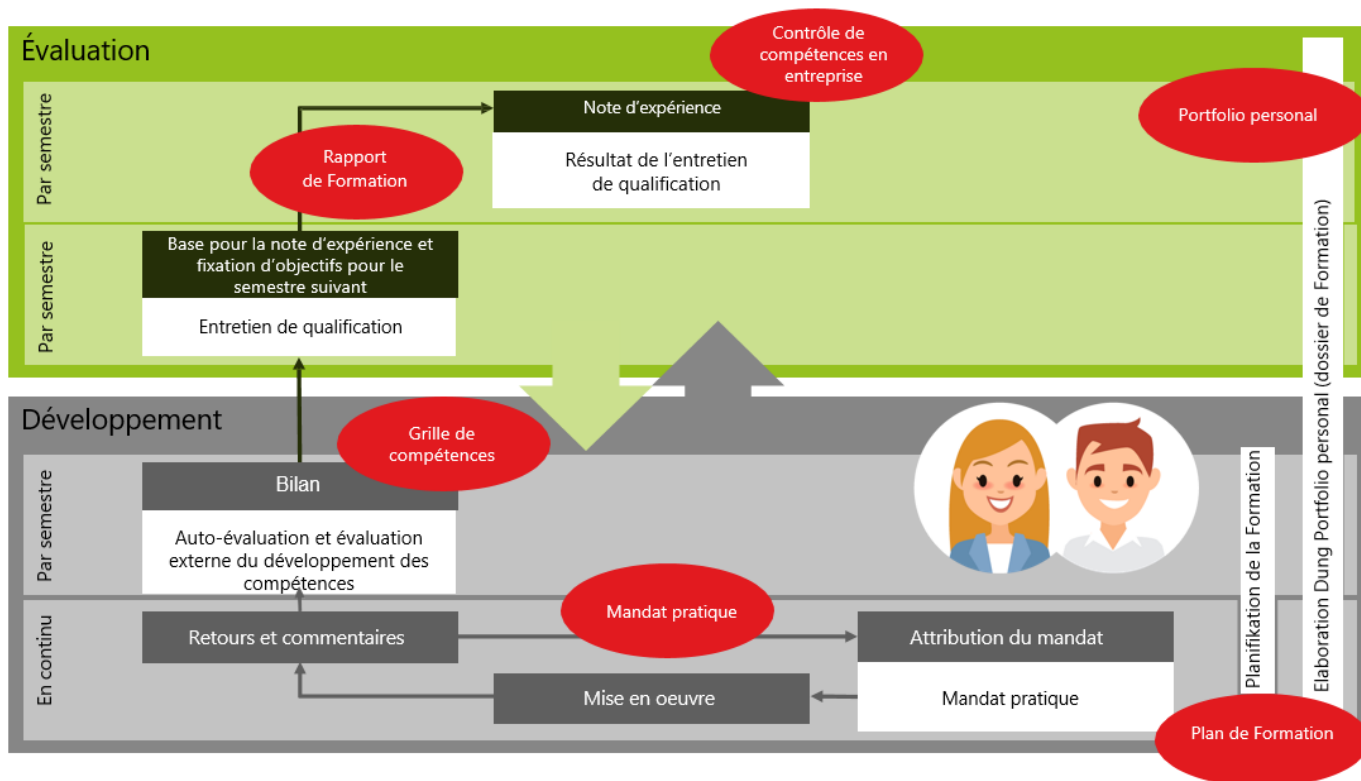 Contrôle de
compétences en
entreprise
Évaluation
Par semestre
Note d'expérience
Résultat de l'entretien
de qualification
Portfolio personal
Rapport
de Formation
Par semestre
Base pour la note d'expérience et
fixation d'objectifs pour le
semestre suivant
Entretien de qualification
Elaboration Dung Portfolio personal (dossier de Formation)
Développement
Grille de
compétences
Par semestre
Bilan
Auto-évaluation et évaluation
externe du développement des
compétences
Planifikation de la Formation
En continu
Mandat pratique
Retours et commentaires
Attribution du mandat
Mise en oeuvre
Mandat pratique
Plan de Formation